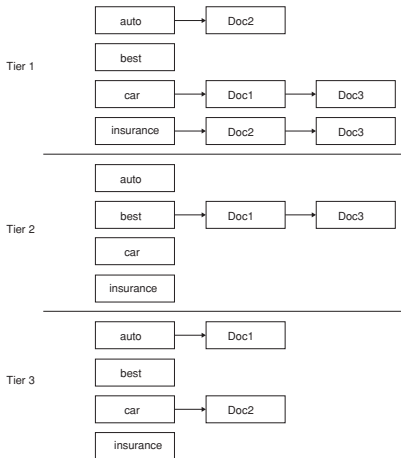 auto Doc2
best
Tier 1
car Doc1 Doc3
insurance Doc2 Doc3
auto
best Doc1 Doc3
Tier 2
car
insurance
auto Doc1
best
Tier 3
car Doc2
insurance